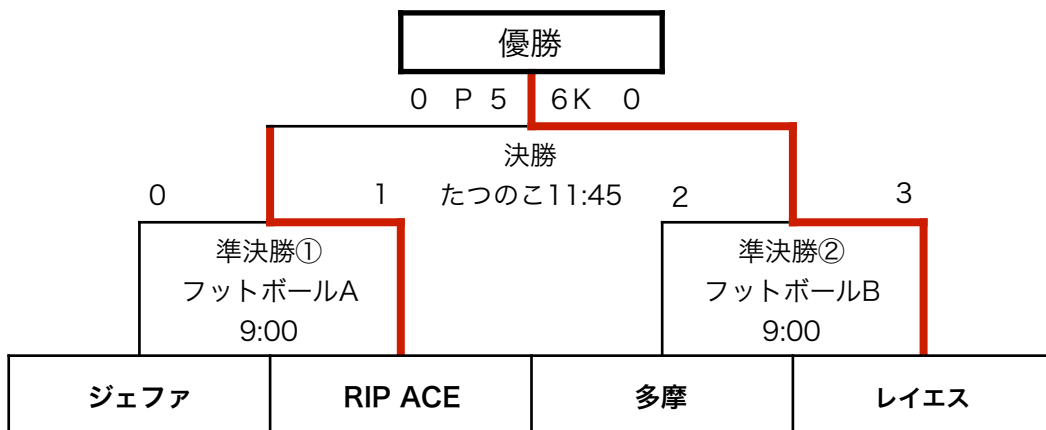 優勝
0 P 5 6K 0
決勝
0 1 たつのこ11:45 2 3
準決勝① 準決勝②
フットボールA フットボールB
9:00 9:00
ジェファ RIP ACE 多摩 レイエス